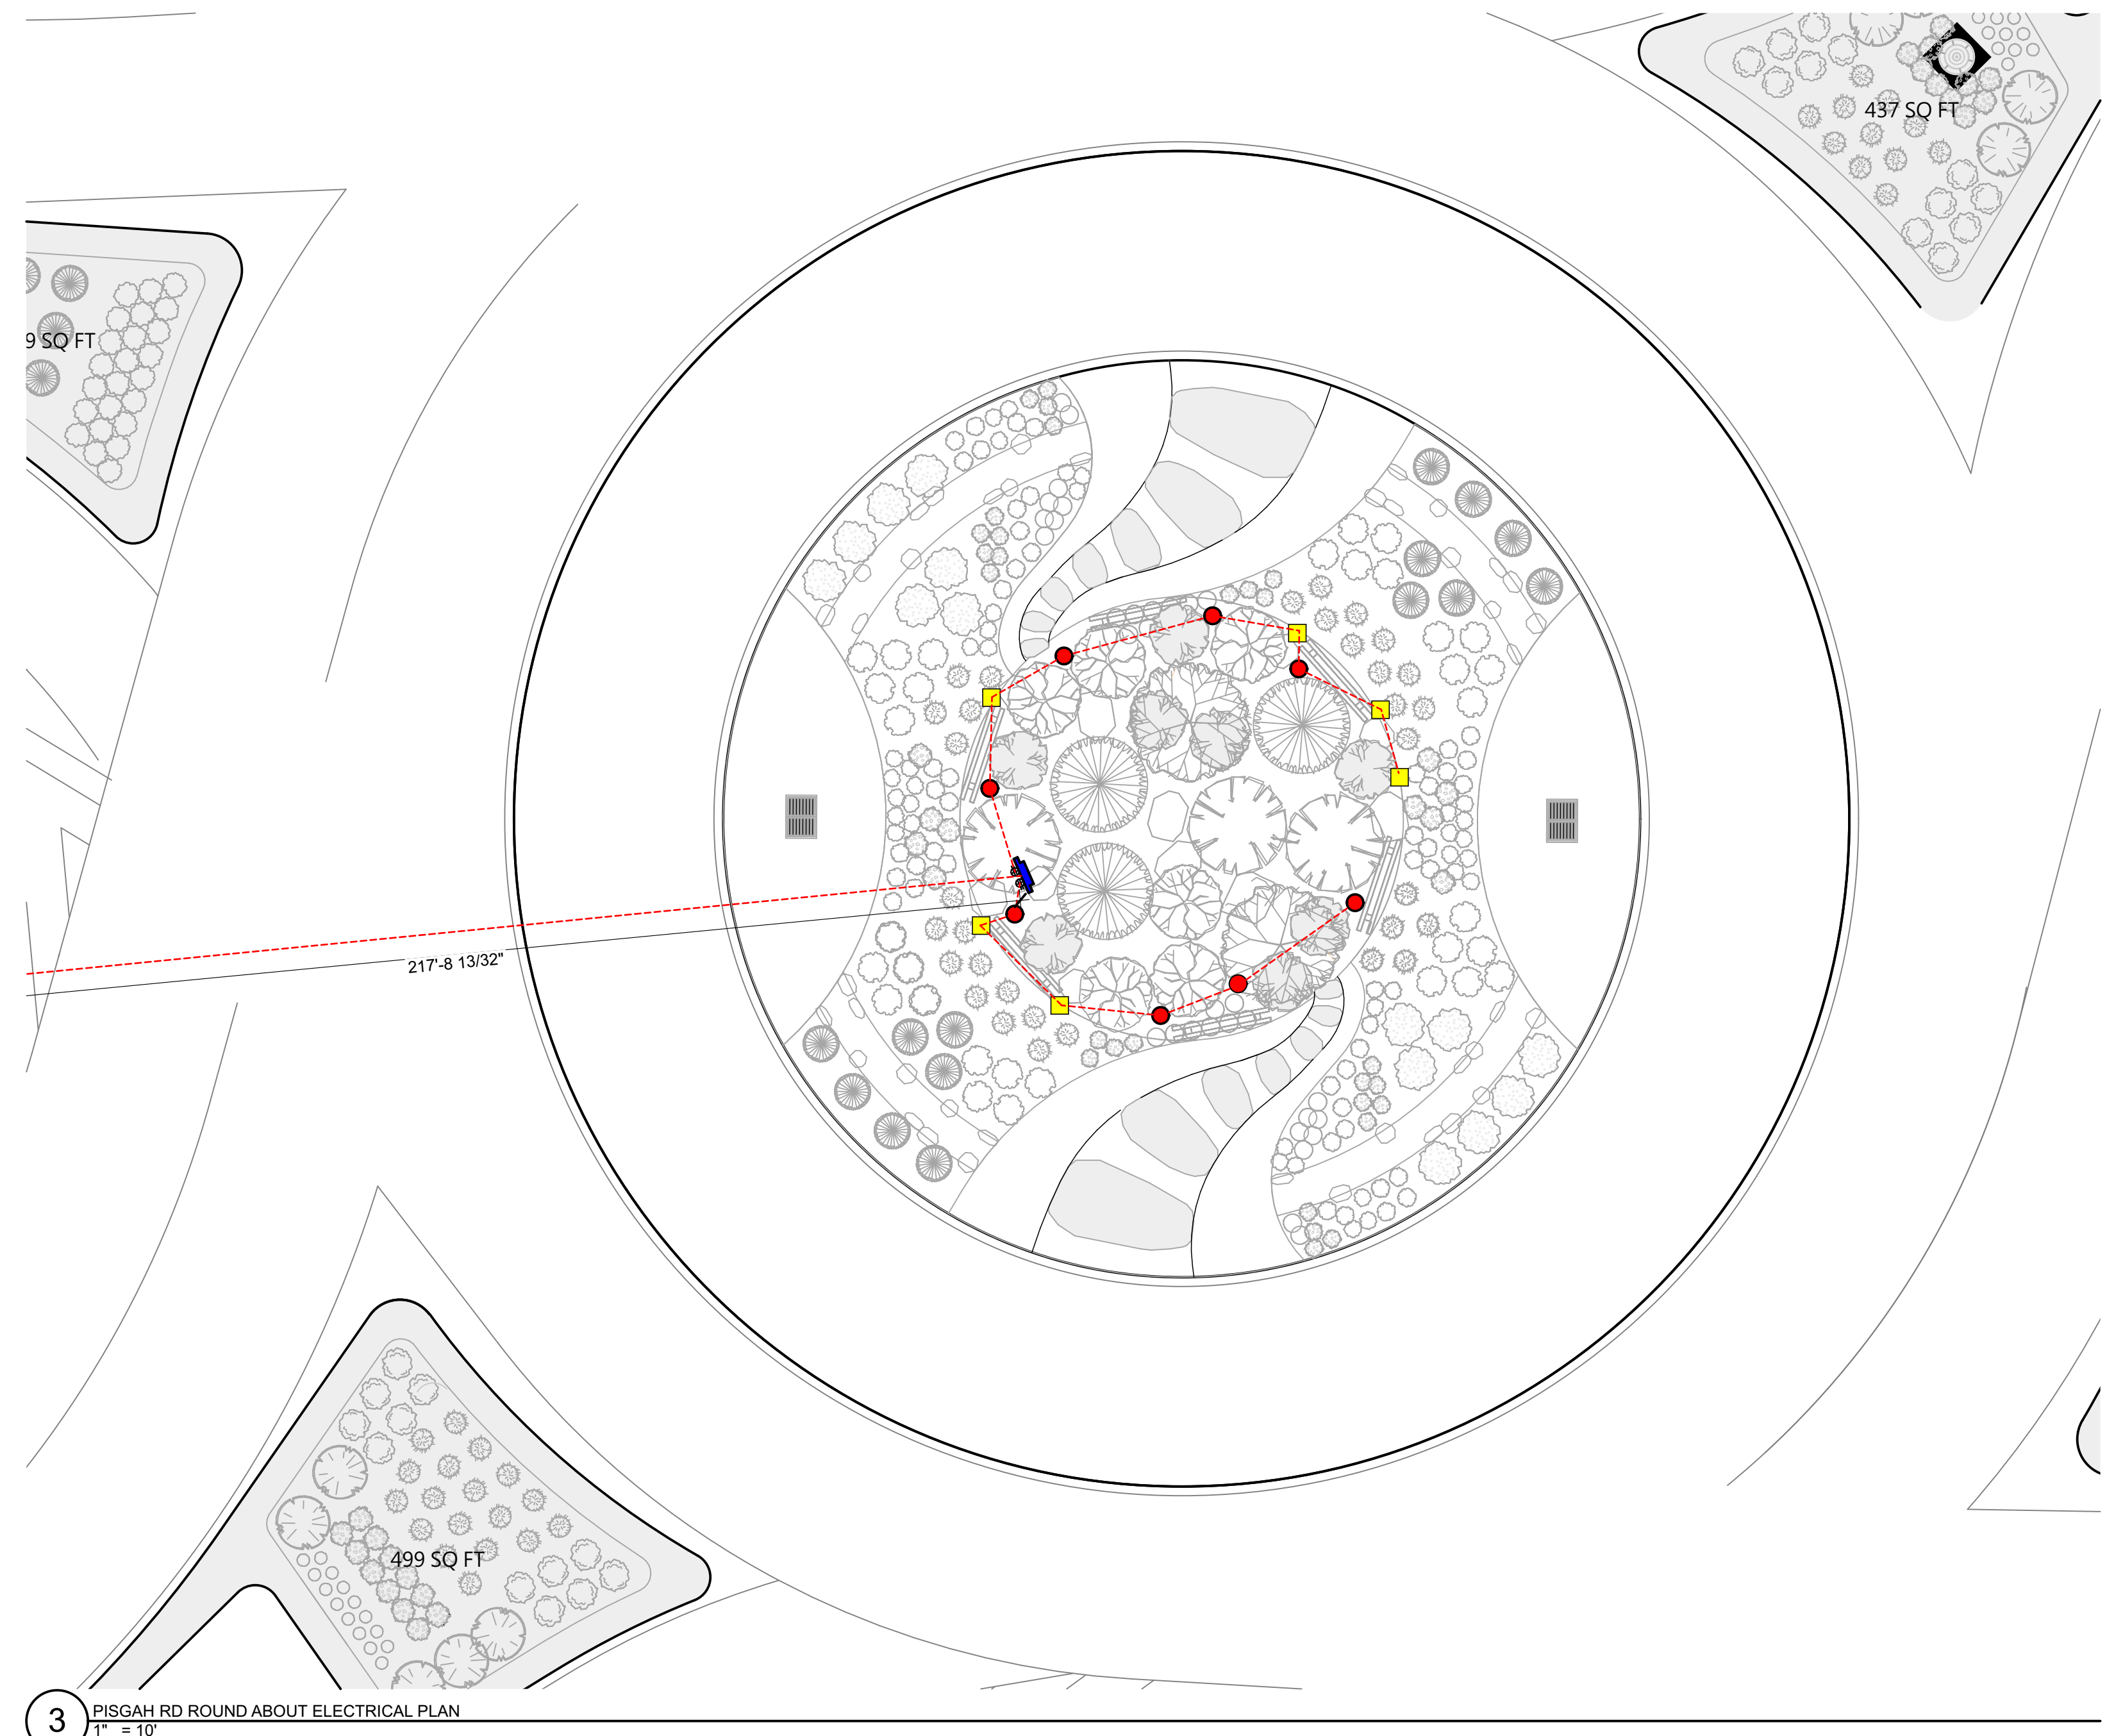 437 SQ FT
9 SQ FT
217'-8 13/32"
499 SQ FT
3
PISGAH RD ROUND ABOUT ELECTRICAL PLAN
1" = 10'